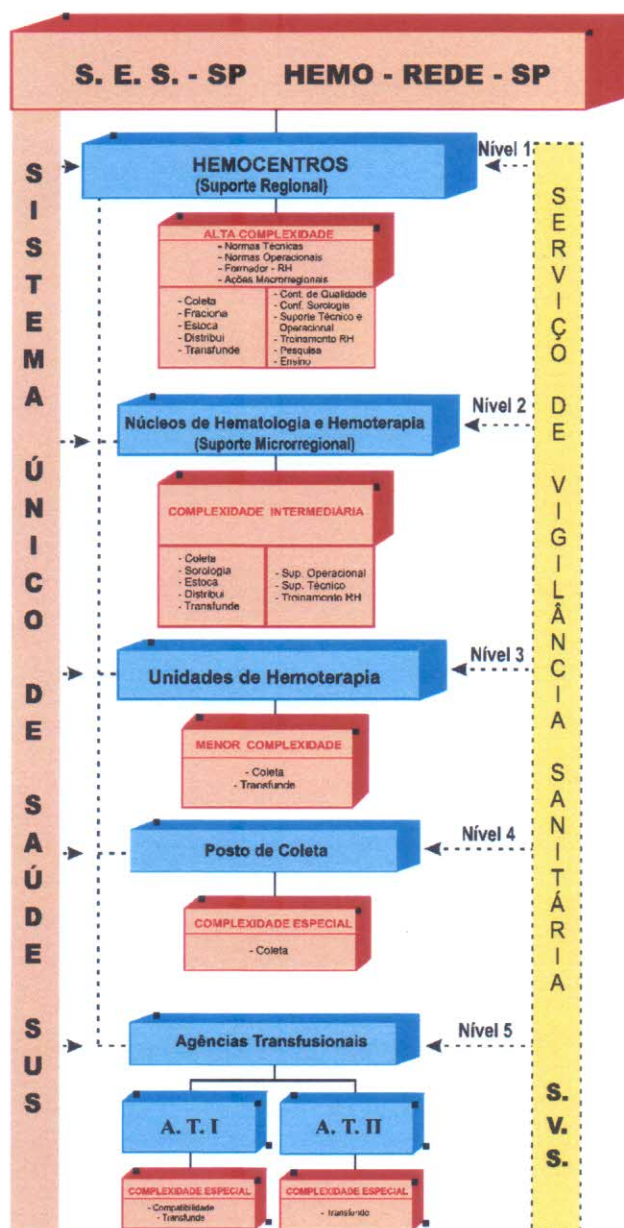 S. E. S. - SP HEMO - REDE - SP
SISTEMA ÚNICO DE SAÚDE SUS
SERVIÇO DE VIGILÂNCIA SANITÁRIA
S. V. S.
HEMOCENTROS
(Suporte Regional)
Nível 1
ALTA COMPLEXIDADE
- Normas Técnicas
- Normas Operacionais
- Formador - RH
- Ações Macrorregionais
- Coleta
- Fraciona
- Estoca
- Distribui
- Transfunde
- Cont. de Qualidade
- Conf. Sorologia
- Suporte Técnico e
Operacional
- Treinamento RH
- Pesquisa
- Ensino
Núcleos de Hematologia e Hemoterapia
(Suporte Microrregional)
Nível 2
COMPLEXIDADE INTERMEDIÁRIA
- Coleta
- Sorologia
- Estoca
- Distribui
- Transfunde
- Sup. Operacional
- Sup. Técnico
- Treinamento RH
Unidades de Hemoterapia
Nível 3
MENOR COMPLEXIDADE
- Coleta
- Transfunde
Posto de Coleta
Nível 4
COMPLEXIDADE ESPECIAL
- Coleta
Agências Transfusionais
Nível 5
A. T. I
A. T. II
COMPLEXIDADE ESPECIAL
- Compatibilidade
- Transfunde
COMPLEXIDADE ESPECIAL
- Transfunde